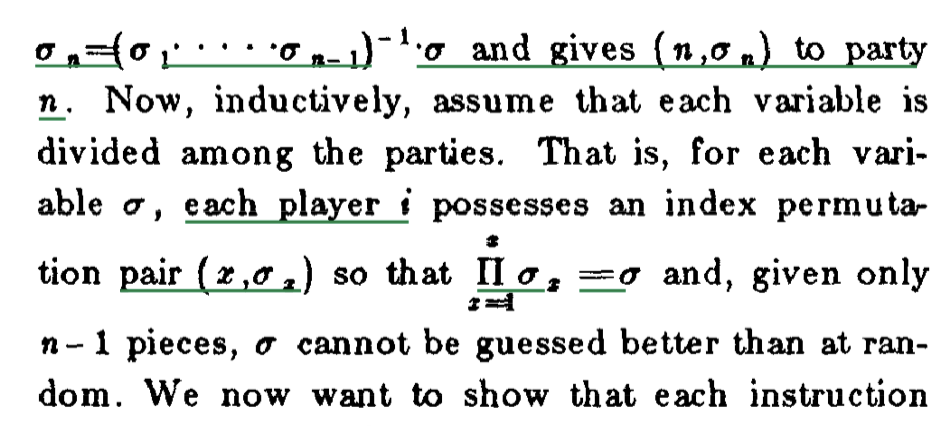 σ_n=(σ_1·····σ_{n-1})^{-1}·σ and gives (n,σ_n) to party
n. Now, inductively, assume that each variable is
divided among the parties. That is, for each vari-
able σ, each player i possesses an index permuta-
tion pair (x,σ_x) so that ∏_{x=1}^{s} σ_x =σ and, given only
n-1 pieces, σ cannot be guessed better than at ran-
dom. We now want to show that each instruction